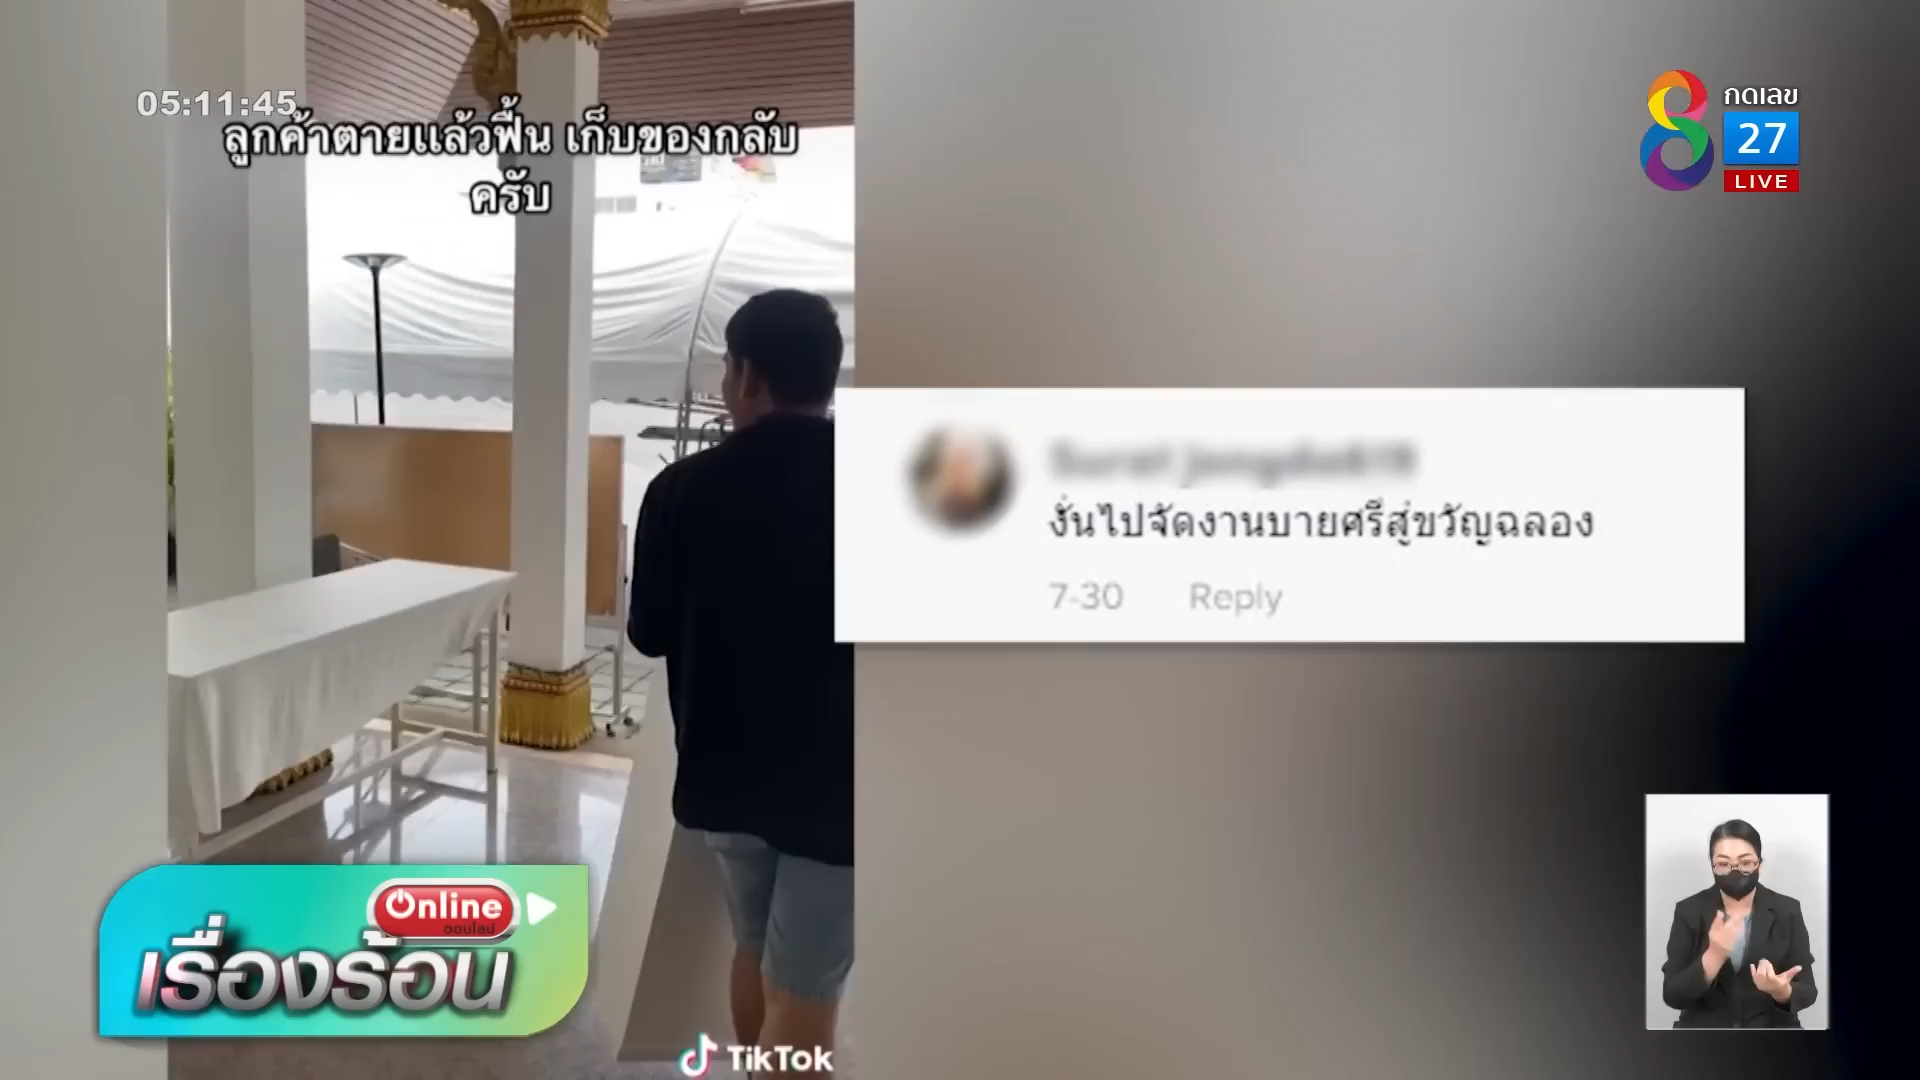 05:11:45
ลูกค้าตายแล้วฟื้น เก็บของกลับ
ครับ
กดเลข
27
LIVE
งั่นไปจัดงานบายศรีสู่ขวัญฉลอง
7-30 Reply
Online
ออนไลน์
เรื่องร้อน
TikTok